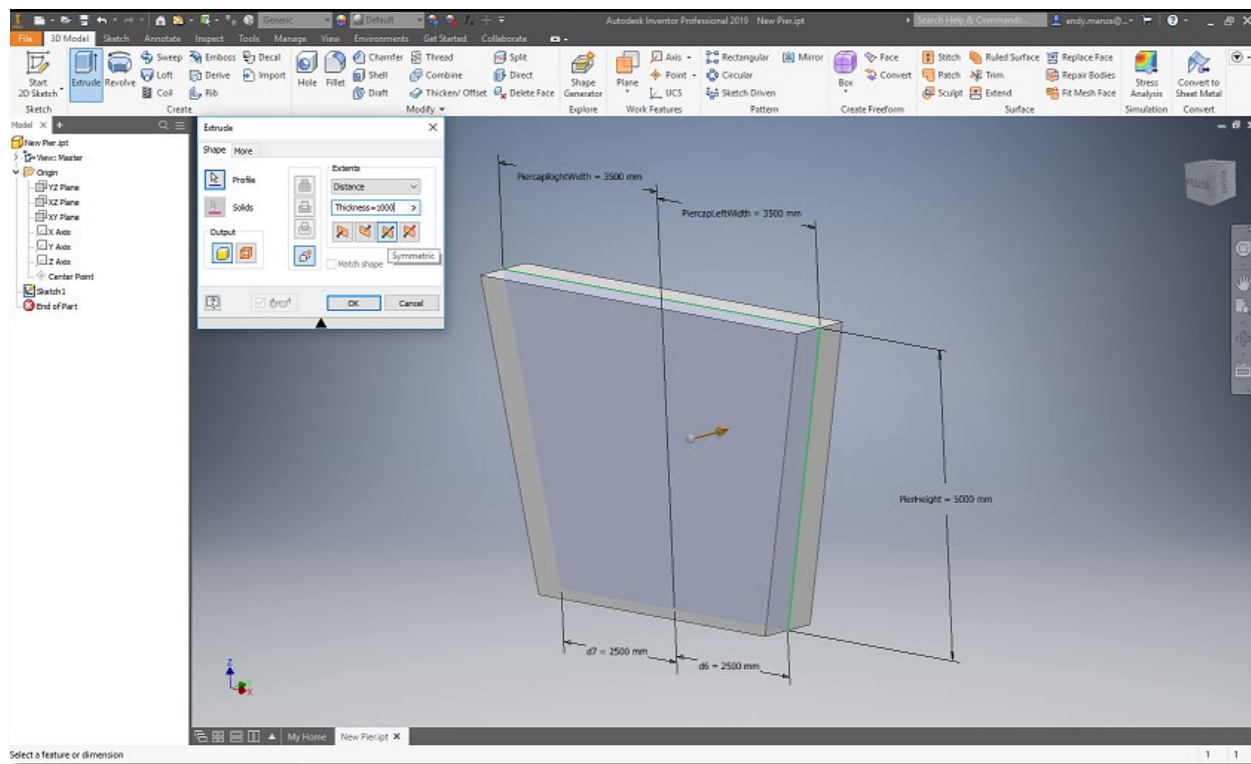 Generic
Default
Autodesk Inventor Professional 2019 New Pier.ipt
Search Help & Commands...
File 3D Model Sketch Annotate Inspect Tools Manage View Environments Get Started Collaborate
Start
2D Sketch
Extrude
Revolve
Sweep
Loft
Coil
Emboss
Derive
Rib
Decal
Import
Hole
Fillet
Chamfer
Shell
Draft
Thread
Combine
Thicken/ Offset
Split
Direct
Delete Face
Shape
Generator
Plane
Axis
Point
UCS
Rectangular
Circular
Sketch Driven
Mirror
Box
Face
Convert
Stitch
Patch
Sculpt
Ruled Surface
Trim
Extend
Replace Face
Repair Bodies
Fit Mesh Face
Stress
Analysis
Convert to
Sheet Metal
Sketch Create Modify Explore Work Features Pattern Create Freeform Surface Simulation Convert
Model
New Pier.ipt
View: Master
Origin
YZ Plane
XZ Plane
XY Plane
X Axis
Y Axis
Z Axis
Center Point
Sketch1
End of Part
Extrude
Shape More
Profile
Solids
Output
Extents
Distance
Thickness=1000
Match shape
Symmetric
OK Cancel
PiercapRightWidth = 3500 mm
PiercapLeftWidth = 3500 mm
PierHeight = 5000 mm
d7 = 2500 mm
d6 = 2500 mm
Z
Y
X
My Home New Pier.ipt
Select a feature or dimension
1 1